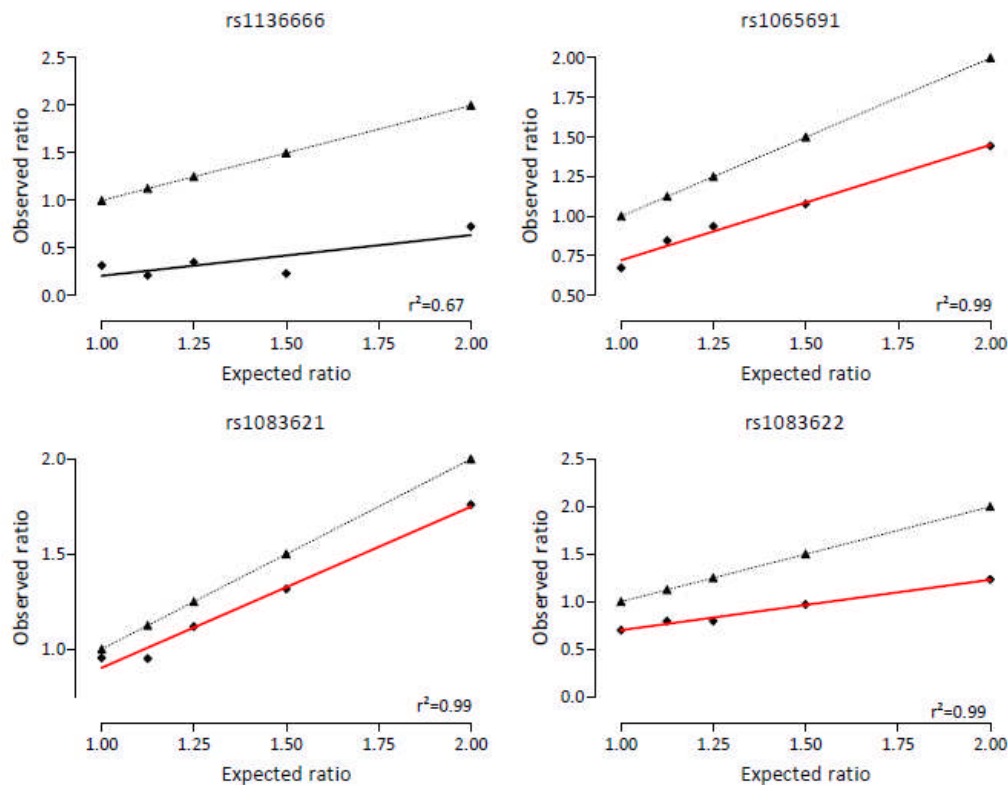 rs1136666
Observed ratio
2.5
2.0
1.5
1.0
0.5
0.0
r²=0.67
1.00 1.25 1.50 1.75 2.00
Expected ratio
rs1065691
Observed ratio
2.00
1.75
1.50
1.25
1.00
0.75
0.50
r²=0.99
1.00 1.25 1.50 1.75 2.00
Expected ratio
rs1083621
Observed ratio
2.0
1.5
1.0
r²=0.99
1.00 1.25 1.50 1.75 2.00
Expected ratio
rs1083622
Observed ratio
2.5
2.0
1.5
1.0
0.5
0.0
r²=0.99
1.00 1.25 1.50 1.75 2.00
Expected ratio